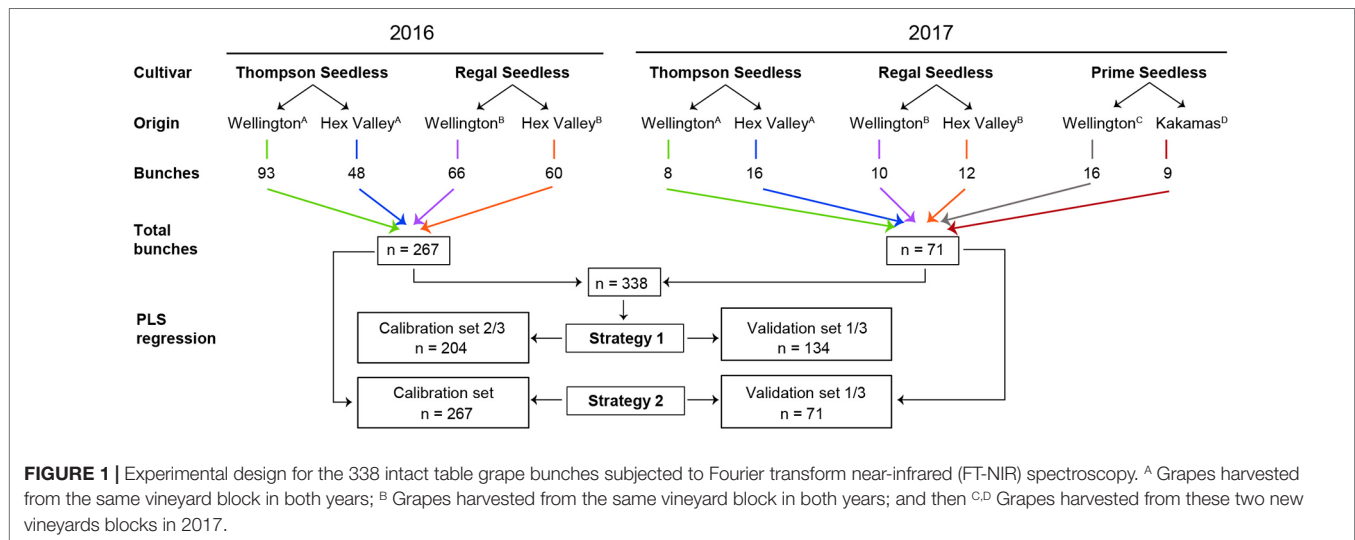 2016 2017
Cultivar Thompson Seedless Regal Seedless Thompson Seedless Regal Seedless Prime Seedless
Origin Wellingtonᴬ Hex Valleyᴬ Wellingtonᴮ Hex Valleyᴮ Wellingtonᴬ Hex Valleyᴬ Wellingtonᴮ Hex Valleyᴮ Wellingtonᶜ Kakamasᴰ
Bunches 93 48 66 60 8 16 10 12 16 9
Total
bunches
n = 267 n = 71
n = 338
PLS
regression
Calibration set 2/3
n = 204
Strategy 1
Validation set 1/3
n = 134
Calibration set
n = 267
Strategy 2
Validation set 1/3
n = 71
FIGURE 1 | Experimental design for the 338 intact table grape bunches subjected to Fourier transform near-infrared (FT-NIR) spectroscopy. ᴬ Grapes harvested
from the same vineyard block in both years; ᴮ Grapes harvested from the same vineyard block in both years; and then ᶜ,ᴰ Grapes harvested from these two new
vineyards blocks in 2017.